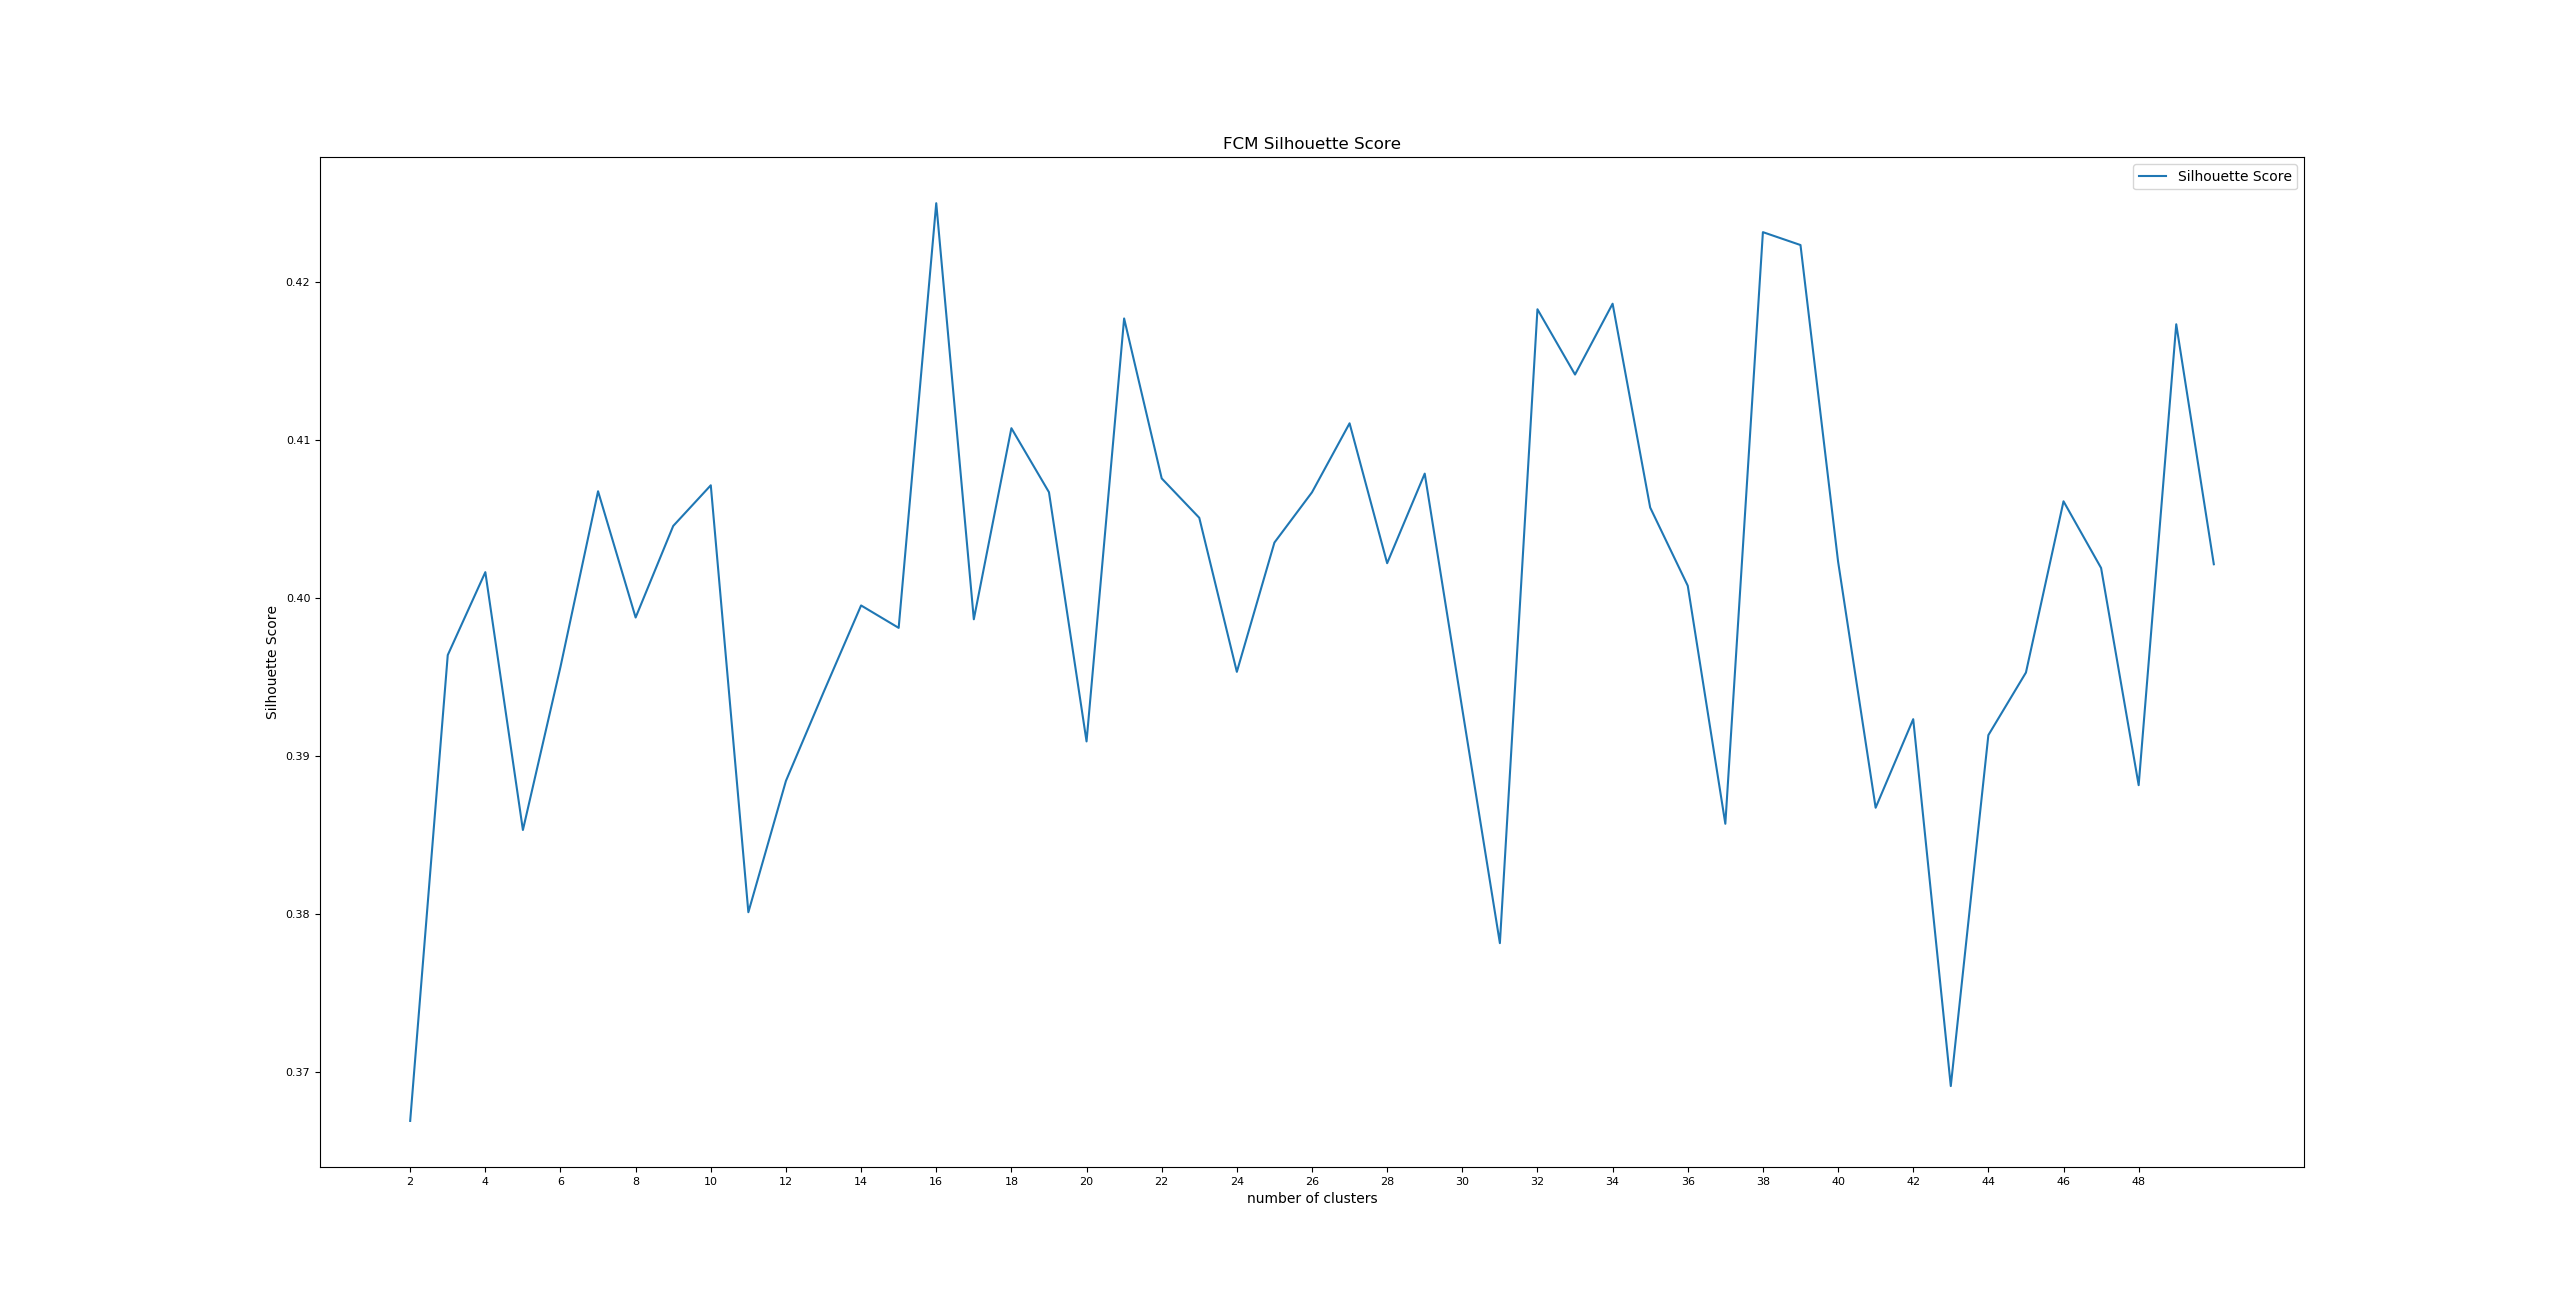 FCM Silhouette Score
Silhouette Score
0.42
0.41
0.40
0.39
0.38
0.37
Silhouette Score
2 4 6 8 10 12 14 16 18 20 22 24 26 28 30 32 34 36 38 40 42 44 46 48
number of clusters